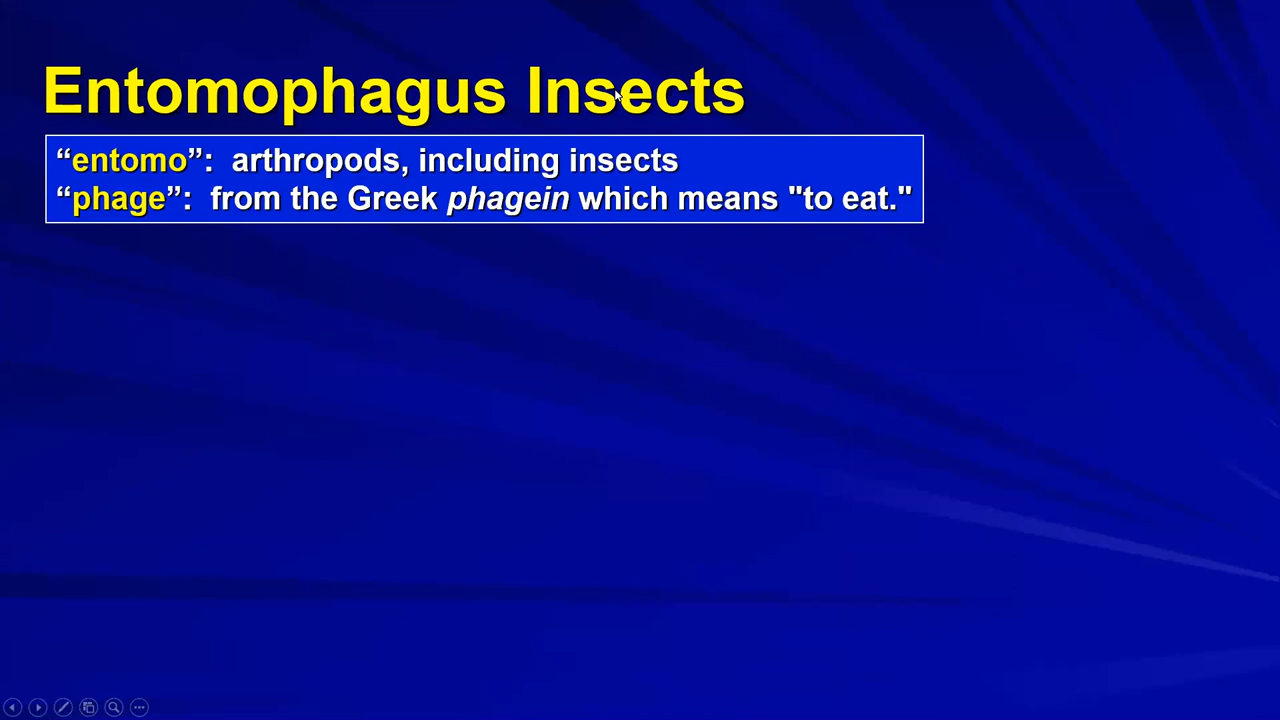 Entomophagus Insects
“entomo”: arthropods, including insects
“phage”: from the Greek phagein which means "to eat."